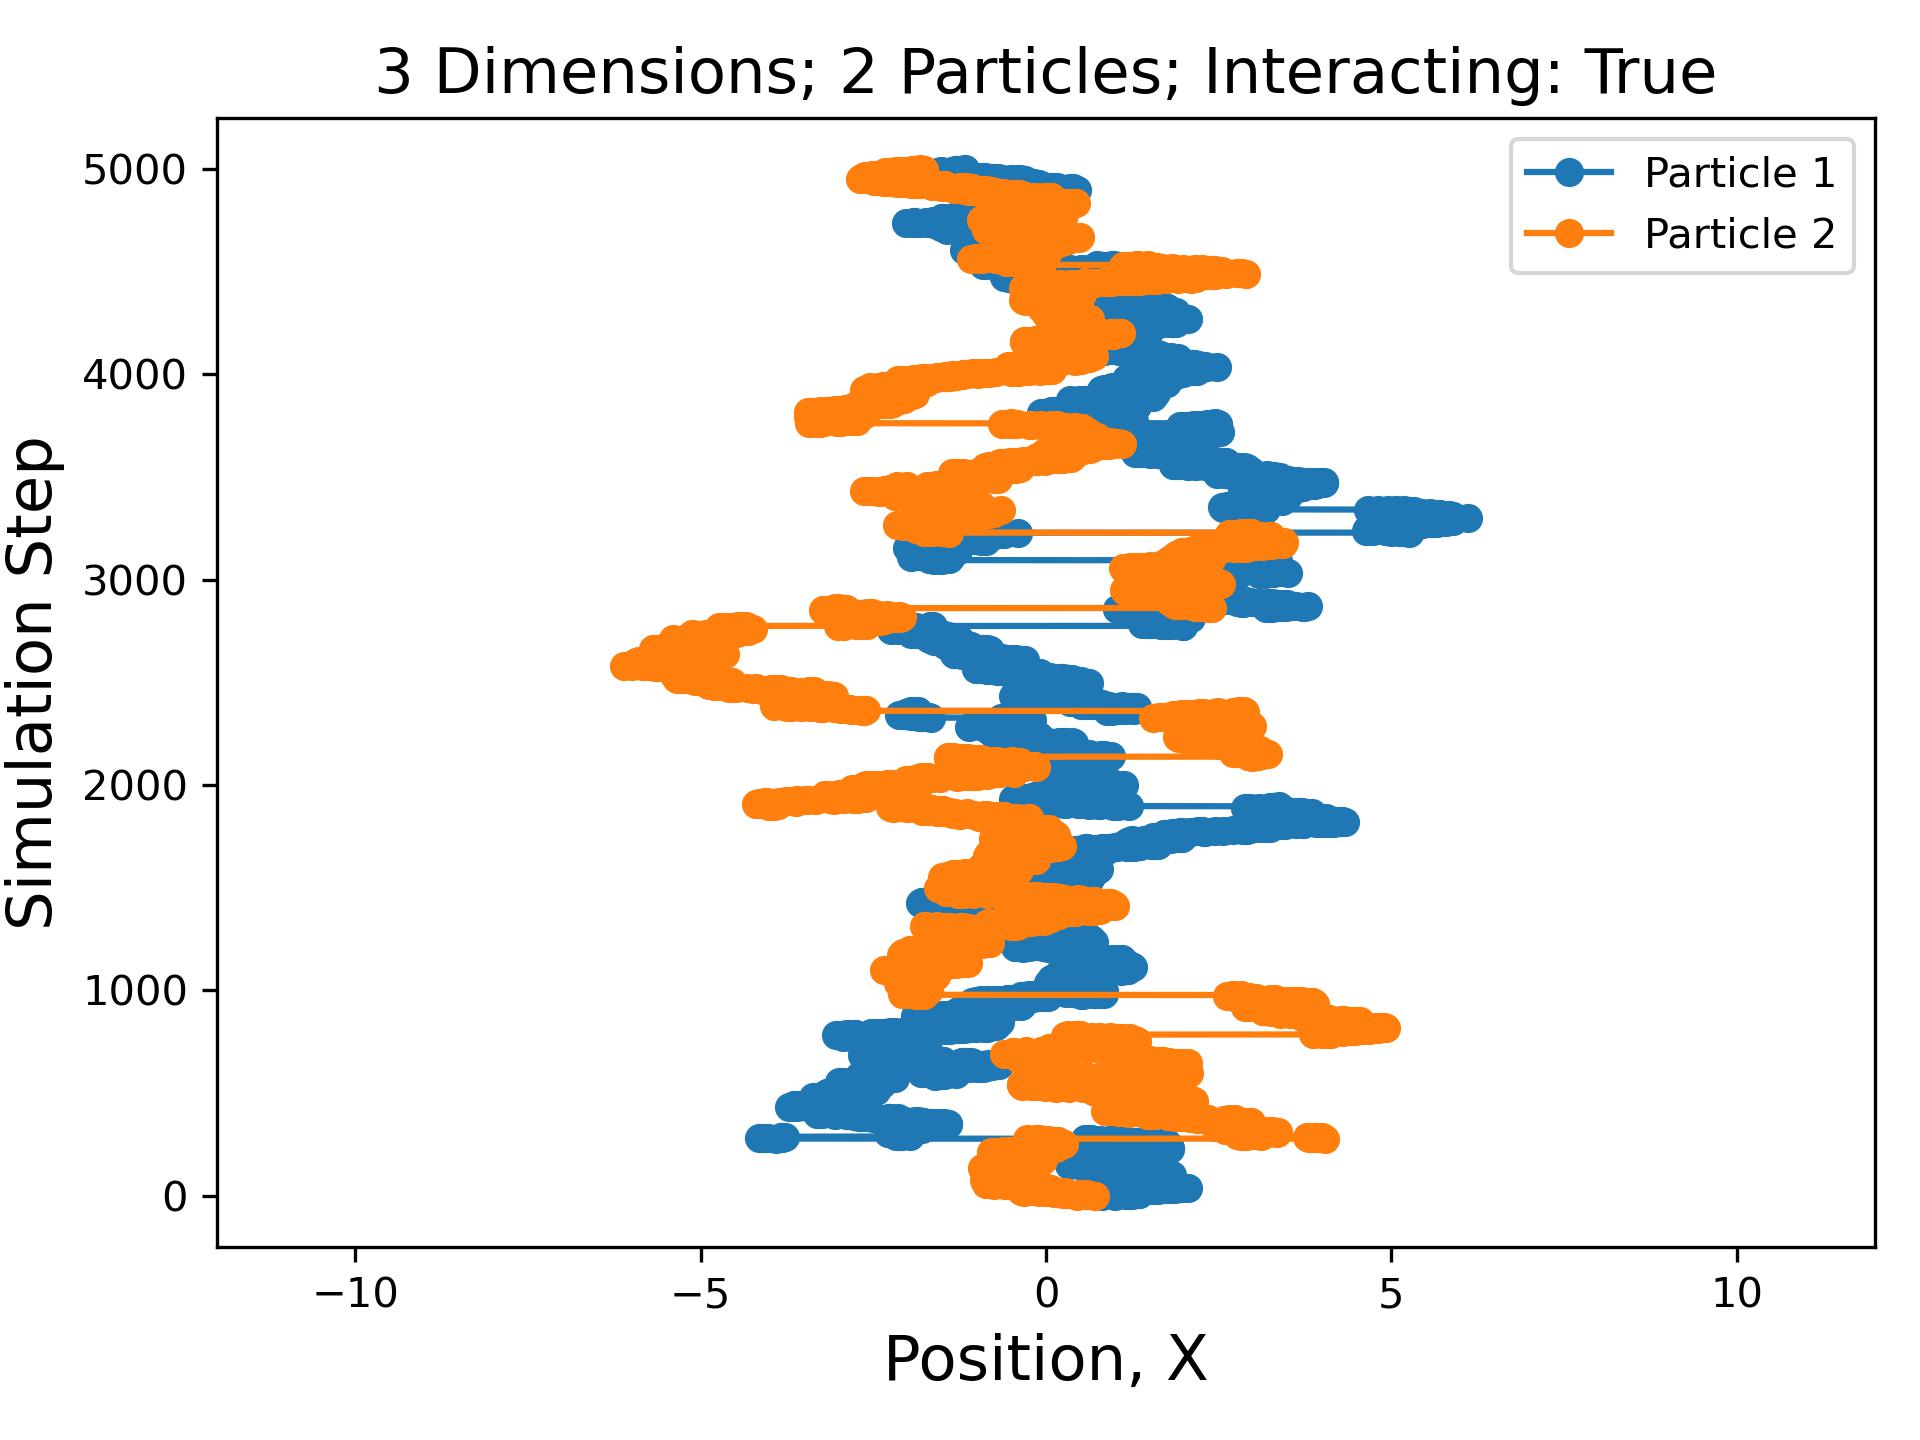 3 Dimensions; 2 Particles; Interacting: True
Particle 1
Particle 2
5000
4000
3000
2000
1000
0
Simulation Step
−10 −5 0 5 10
Position, X